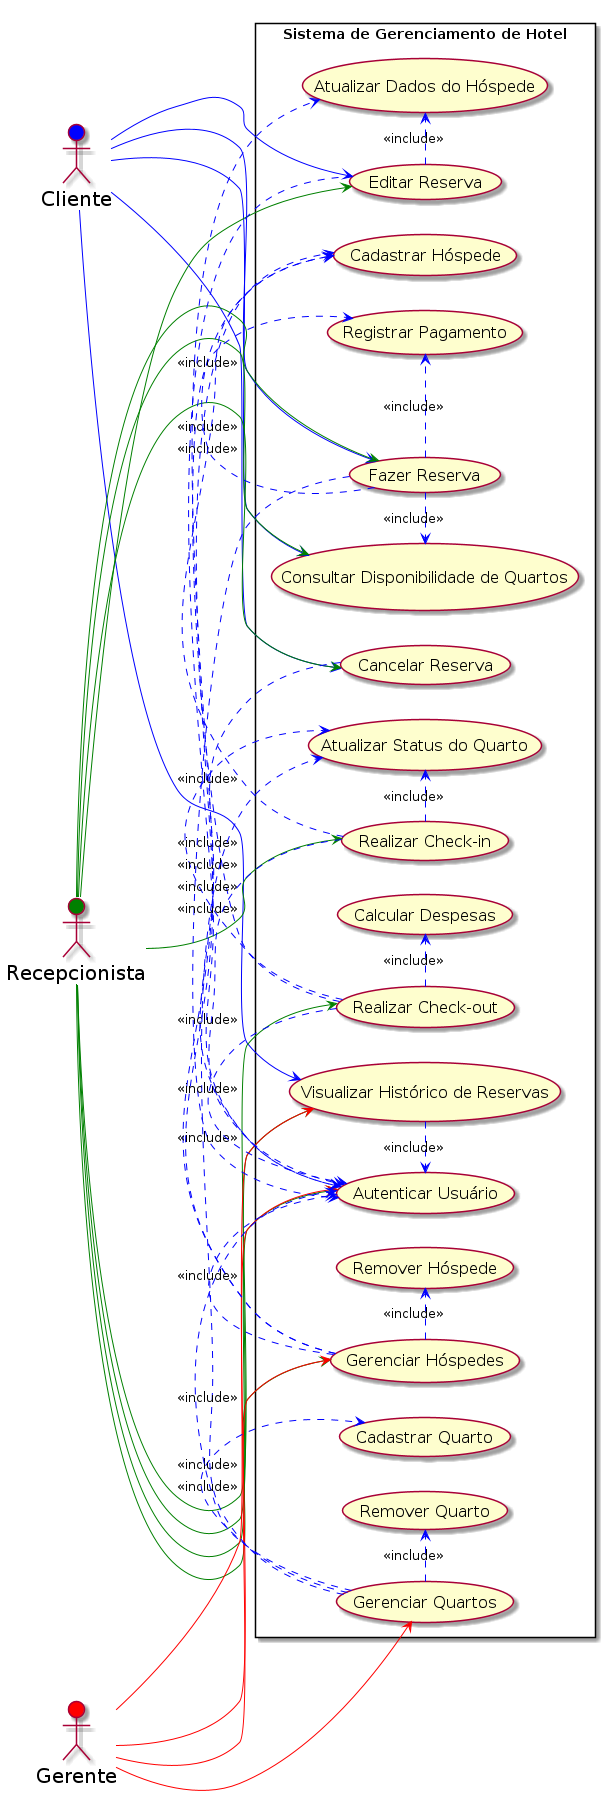 Sistema de Gerenciamento de Hotel
Atualizar Dados do Hóspede
«include»
Editar Reserva
Cliente
Cadastrar Hóspede
Registrar Pagamento
«include»
«include»
«include»
«include»
Fazer Reserva
«include»
Consultar Disponibilidade de Quartos
Cancelar Reserva
Atualizar Status do Quarto
«include»
«include»
Realizar Check-in
«include»
«include»
«include»
«include»
Calcular Despesas
«include»
Recepcionista
Realizar Check-out
«include»
«include»
Visualizar Histórico de Reservas
«include»
«include»
Autenticar Usuário
Remover Hóspede
«include»
«include»
Gerenciar Hóspedes
«include»
Cadastrar Quarto
«include»
«include»
Remover Quarto
«include»
Gerenciar Quartos
Gerente